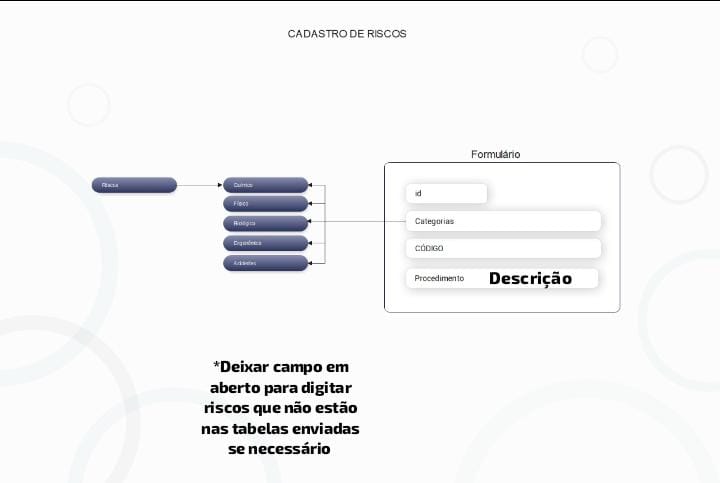 CADASTRO DE RISCOS
Formulário
Riscos
Químico
Físico
Biológico
Ergonômico
Acidentes
id
Categorias
CÓDIGO
Procedimento Descrição
*Deixar campo em
aberto para digitar
riscos que não estão
nas tabelas enviadas
se necessário